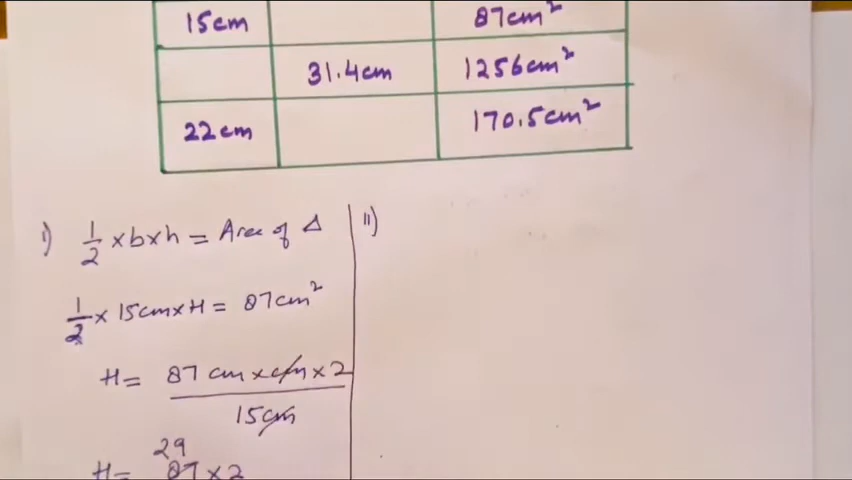 15cm 87cm²
31.4cm 1256cm²
22cm 170.5cm²
i) 1/2 × b × h = Area of Δ
1/2 × 15cm × H = 87cm²
H = 87 cm × cm × 2 / 15cm
29
H = 87 × 2
ii)